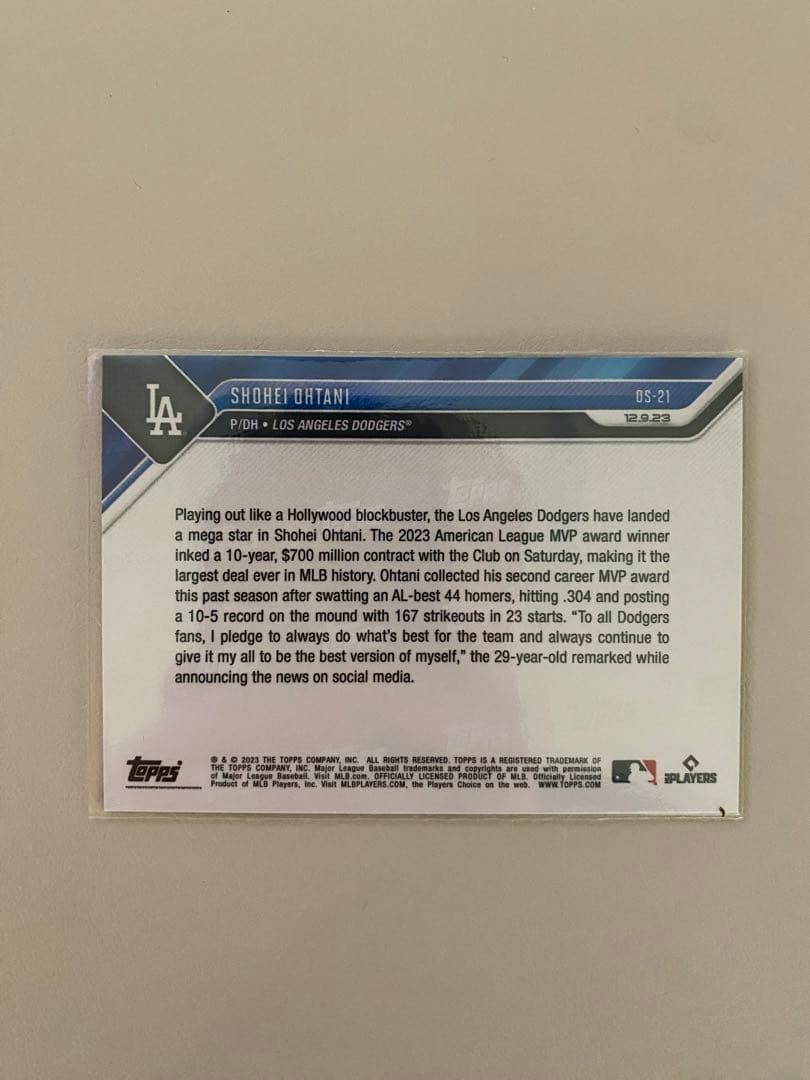 LA
SHOHEI OHTANI
OS-21
P/DH • LOS ANGELES DODGERS®
12.9.23
Playing out like a Hollywood blockbuster, the Los Angeles Dodgers have landed
a mega star in Shohei Ohtani. The 2023 American League MVP award winner
inked a 10-year, $700 million contract with the Club on Saturday, making it the
largest deal ever in MLB history. Ohtani collected his second career MVP award
this past season after swatting an AL-best 44 homers, hitting .304 and posting
a 10-5 record on the mound with 167 strikeouts in 23 starts. “To all Dodgers
fans, I pledge to always do what’s best for the team and always continue to
give it my all to be the best version of myself,” the 29-year-old remarked while
announcing the news on social media.
topps
® & © 2023 THE TOPPS COMPANY, INC. ALL RIGHTS RESERVED. TOPPS IS A REGISTERED TRADEMARK OF
THE TOPPS COMPANY, INC. Major League Baseball trademarks and copyrights are used with permission
of Major League Baseball. Visit MLB.com. OFFICIALLY LICENSED PRODUCT OF MLB. Officially Licensed
Product of MLB Players, Inc. Visit MLBPLAYERS.COM, the Players Choice on the web. WWW.TOPPS.COM
PLAYERS